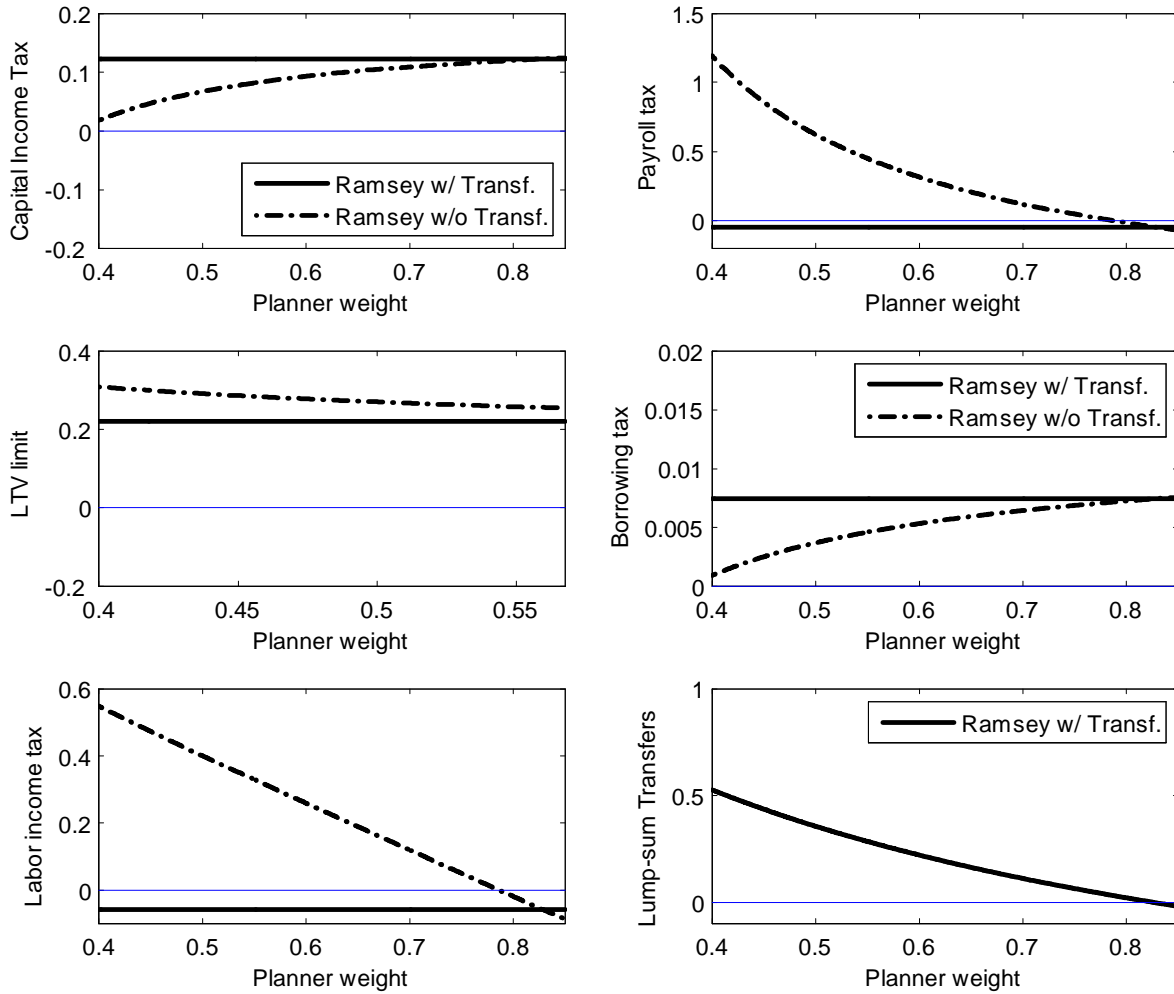 0.2
0.1
0
-0.1
-0.2
Capital Income Tax
Ramsey w/ Transf.
Ramsey w/o Transf.
0.4 0.5 0.6 0.7 0.8
Planner weight
1.5
1
0.5
0
Payroll tax
0.4 0.5 0.6 0.7 0.8
Planner weight
0.4
0.2
0
-0.2
LTV limit
0.4 0.45 0.5 0.55
Planner weight
0.02
0.015
0.01
0.005
0
Borrowing tax
Ramsey w/ Transf.
Ramsey w/o Transf.
0.4 0.5 0.6 0.7 0.8
Planner weight
0.6
0.4
0.2
0
Labor income tax
0.4 0.5 0.6 0.7 0.8
Planner weight
1
0.5
0
Lump-sum Transfers
Ramsey w/ Transf.
0.4 0.5 0.6 0.7 0.8
Planner weight